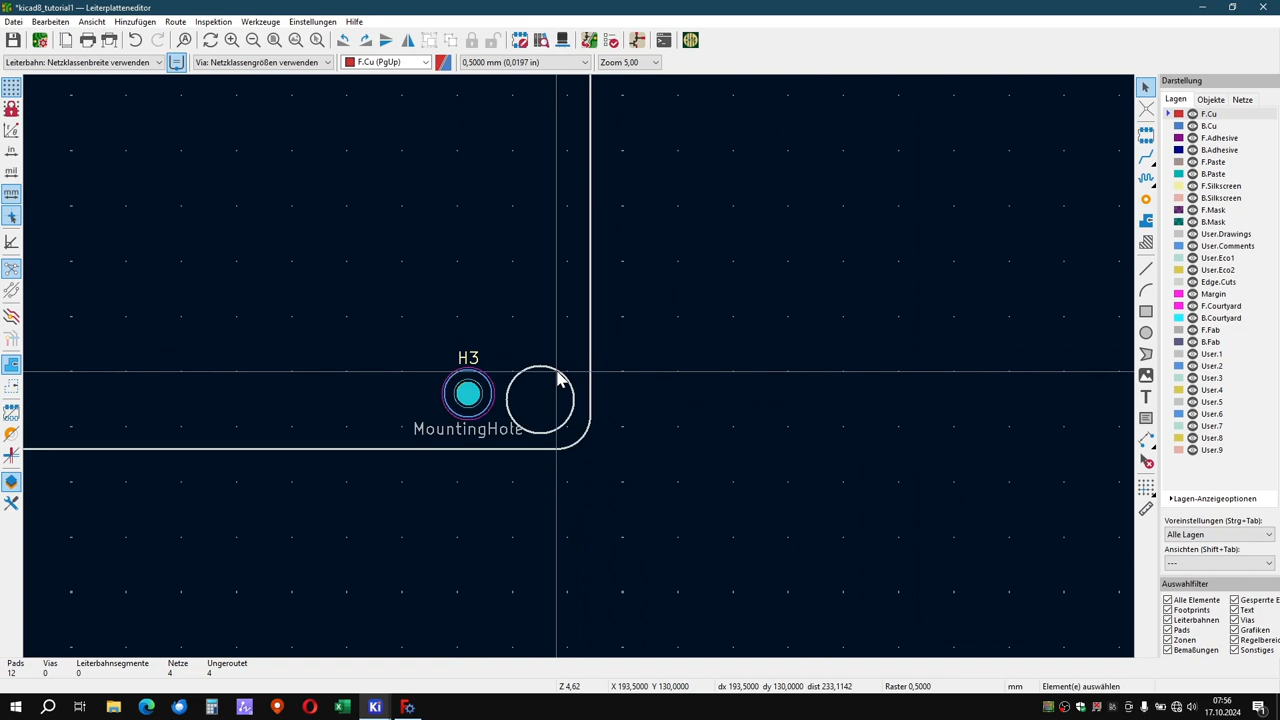 *kicad8_tutorial1 — Leiterplatteneditor
Datei Bearbeiten Ansicht Hinzufügen Route Inspektion Werkzeuge Einstellungen Hilfe
Leiterbahn: Netzklassenbreite verwenden Via: Netzklassengrößen verwenden F.Cu (PgUp) 0,5000 mm (0,0197 in) Zoom 5,00
in
mil
mm
H3
MountingHole
Darstellung
Lagen Objekte Netze
F.Cu
B.Cu
F.Adhesive
B.Adhesive
F.Paste
B.Paste
F.Silkscreen
B.Silkscreen
F.Mask
B.Mask
User.Drawings
User.Comments
User.Eco1
User.Eco2
Edge.Cuts
Margin
F.Courtyard
B.Courtyard
F.Fab
B.Fab
User.1
User.2
User.3
User.4
User.5
User.6
User.7
User.8
User.9
Lagen-Anzeigeoptionen
Voreinstellungen (Strg+Tab):
Alle Lagen
Ansichten (Shift+Tab):
---
Auswahlfilter
Alle Elemente Gesperrte E
Footprints Text
Leiterbahnen Vias
Pads Grafiken
Zonen Regelberei
Bemaßungen Sonstiges
Pads Vias Leiterbahnsegmente Netze Ungeroutet
12 0 0 4 4
Z 4,62 X 193,5000 Y 130,0000 dx 193,5000 dy 130,0000 dist 233,1142 Raster 0,5000 mm Element(e) auswählen
07:56
17.10.2024